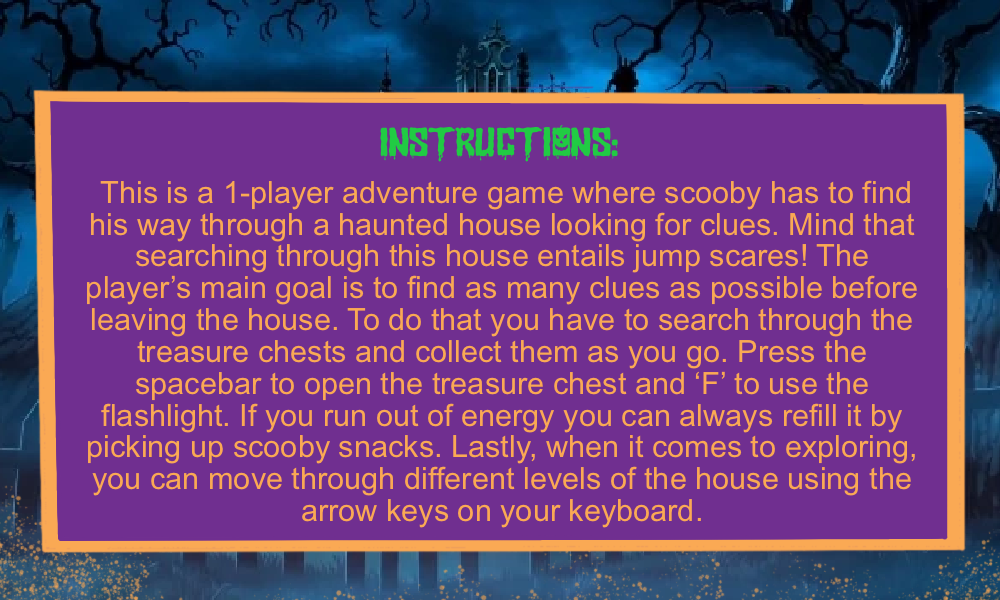 INSTRUCTIONS:
This is a 1-player adventure game where scooby has to find
his way through a haunted house looking for clues. Mind that
searching through this house entails jump scares! The
player’s main goal is to find as many clues as possible before
leaving the house. To do that you have to search through the
treasure chests and collect them as you go. Press the
spacebar to open the treasure chest and ‘F’ to use the
flashlight. If you run out of energy you can always refill it by
picking up scooby snacks. Lastly, when it comes to exploring,
you can move through different levels of the house using the
arrow keys on your keyboard.